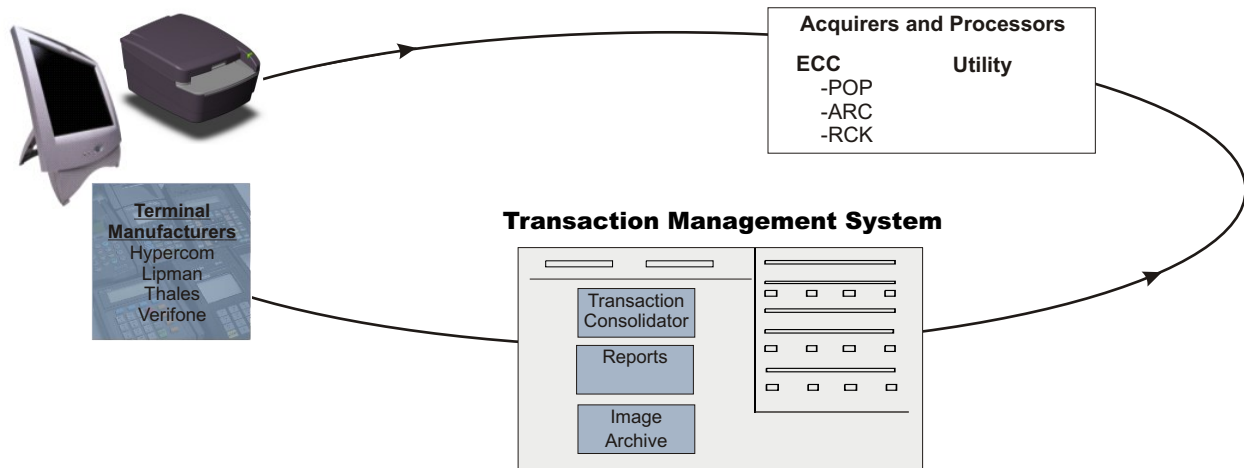 Acquirers and Processors
ECC Utility
-POP
-ARC
-RCK
Terminal
Manufacturers
Hypercom
Lipman
Thales
Verifone
Transaction Management System
Transaction
Consolidator
Reports
Image
Archive